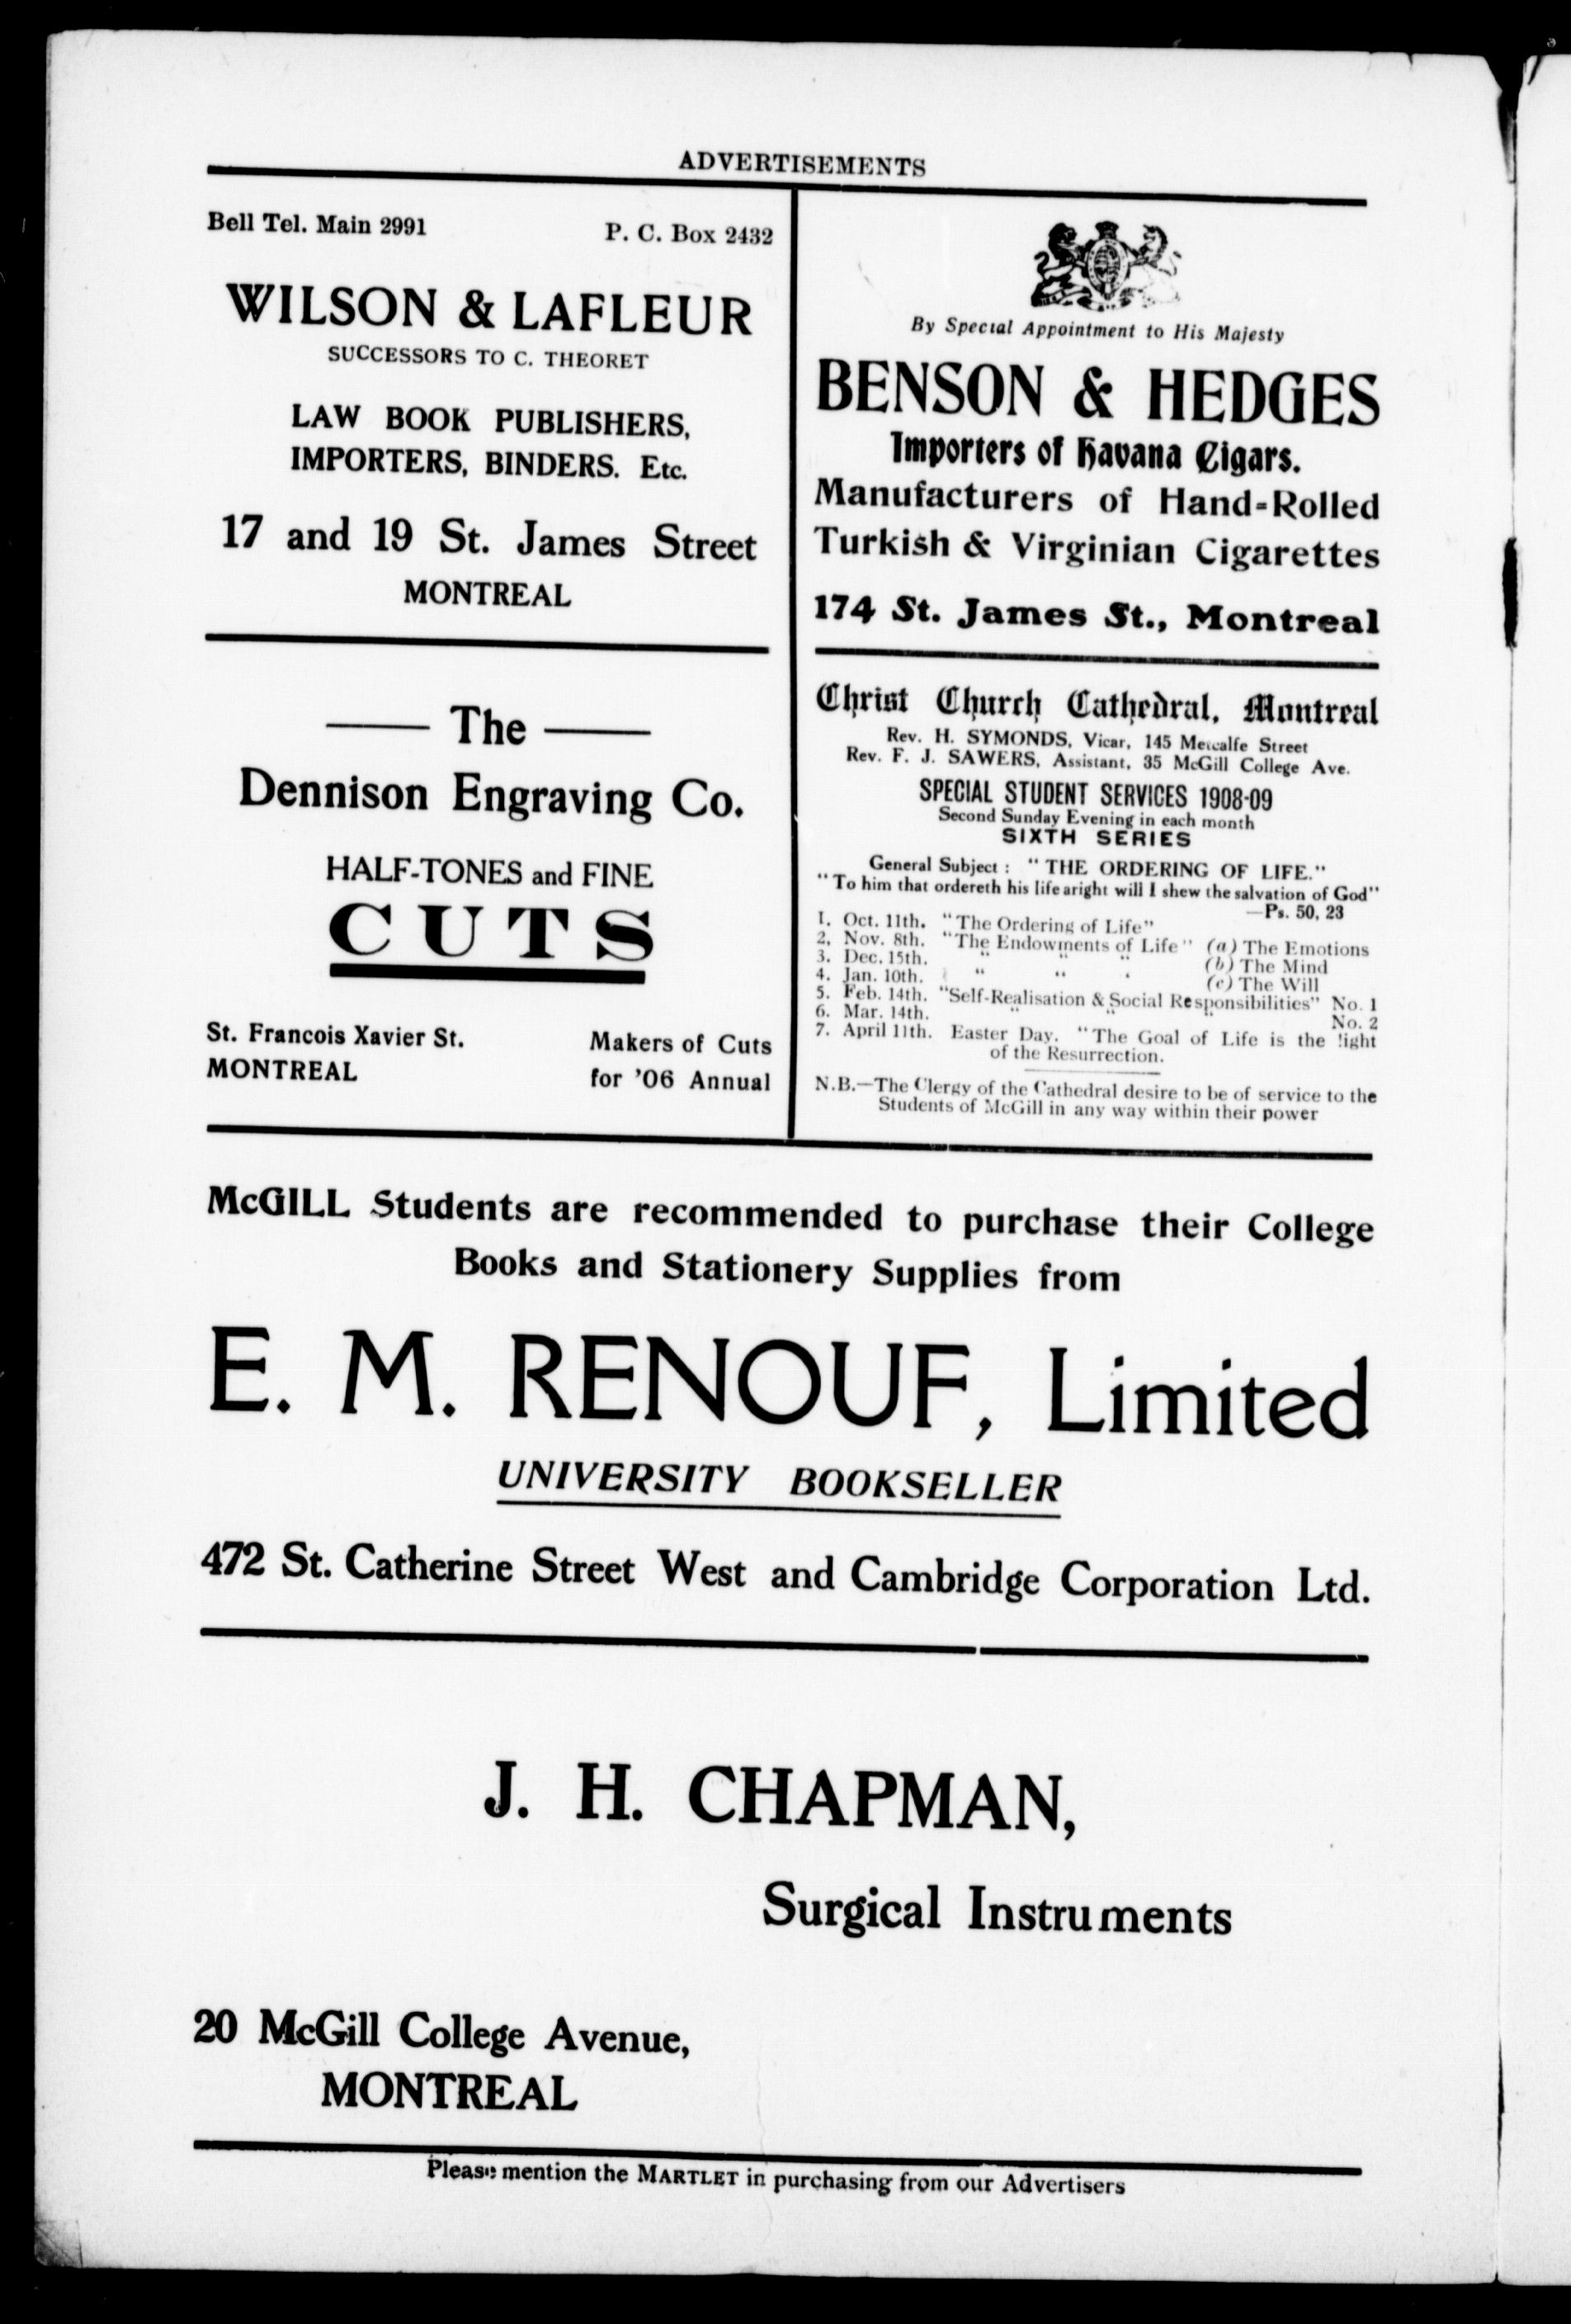 ADVERTISEMENTS
Bell Tel. Main 2991 P. C. Box 2432
WILSON & LAFLEUR
SUCCESSORS TO C. THEORET
LAW BOOK PUBLISHERS,
IMPORTERS, BINDERS. Etc.
17 and 19 St. James Street
MONTREAL
By Special Appointment to His Majesty
BENSON & HEDGES
Importers of Havana Cigars.
Manufacturers of Hand-Rolled
Turkish & Virginian Cigarettes
174 St. James St., Montreal
The
Dennison Engraving Co.
HALF-TONES and FINE
CUTS
St. Francois Xavier St.
MONTREAL
Makers of Cuts
for '06 Annual
Christ Church Cathedral, Montreal
Rev. H. SYMONDS, Vicar, 145 Metcalfe Street
Rev. F. J. SAWERS, Assistant, 35 McGill College Ave.
SPECIAL STUDENT SERVICES 1908-09
Second Sunday Evening in each month
SIXTH SERIES
General Subject : "THE ORDERING OF LIFE."
"To him that ordereth his life aright will I shew the salvation of God"
—Ps. 50, 23
1. Oct. 11th. "The Ordering of Life"
2. Nov. 8th. "The Endowments of Life" (a) The Emotions
3. Dec. 15th. " " " (b) The Mind
4. Jan. 10th. " " " (c) The Will
5. Feb. 14th. "Self-Realisation & Social Responsibilities" No. 1
6. Mar. 14th. " " " No. 2
7. April 11th. Easter Day. "The Goal of Life is the light
of the Resurrection.
N.B.—The Clergy of the Cathedral desire to be of service to the
Students of McGill in any way within their power
McGILL Students are recommended to purchase their College
Books and Stationery Supplies from
E. M. RENOUF, Limited
UNIVERSITY BOOKSELLER
472 St. Catherine Street West and Cambridge Corporation Ltd.
J. H. CHAPMAN,
Surgical Instruments
20 McGill College Avenue,
MONTREAL
Please mention the MARTLET in purchasing from our Advertisers